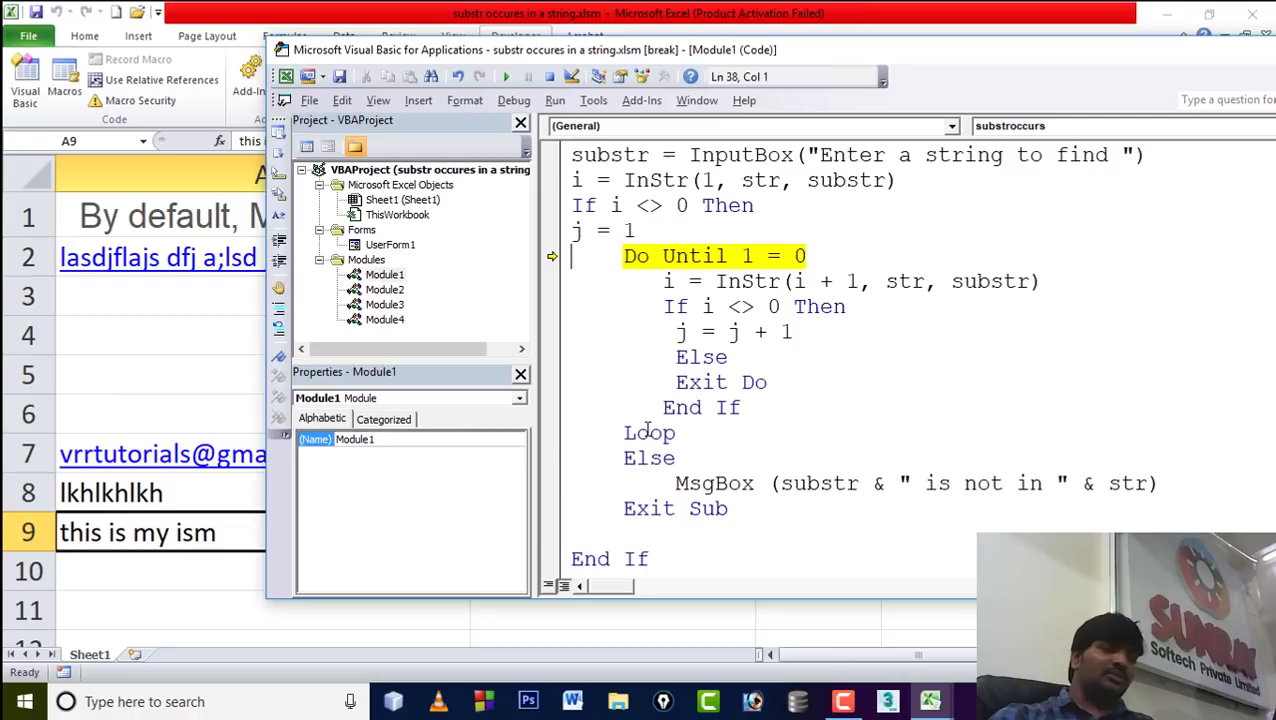 substr occures in a string.xlsm - Microsoft Excel (Product Activation Failed)
File Home Insert Page Layout
Visual Basic
Macros
Record Macro
Use Relative References
Macro Security
Add-In
Code
Microsoft Visual Basic for Applications - substr occures in a string.xlsm [break] - [Module1 (Code)]
Ln 38, Col 1
File Edit View Insert Format Debug Run Tools Add-Ins Window Help
Type a question for
A9
fx
this
Project - VBAProject
VBAProject (substr occures in a string
Microsoft Excel Objects
Sheet1 (Sheet1)
ThisWorkbook
Forms
UserForm1
Modules
Module1
Module2
Module3
Module4
Properties - Module1
Module1 Module
Alphabetic Categorized
(Name) Module1
(General)
substroccurs
substr = InputBox("Enter a string to find ")
i = InStr(1, str, substr)
If i <> 0 Then
j = 1
Do Until 1 = 0
i = InStr(i + 1, str, substr)
If i <> 0 Then
j = j + 1
Else
Exit Do
End If
Loop
Else
MsgBox (substr & " is not in " & str)
Exit Sub
End If
A
1 By default, M
2 lasdjflajs dfj a;lsd
3
4
5
6
7 vrrtutorials@gma
8 lkhlkhlkh
9 this is my ism
10
11
12
Sheet1
Ready
Type here to search
Softech Private Limited